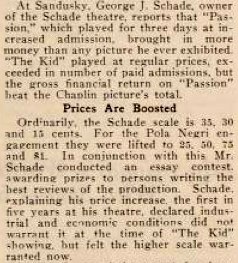 At Sandusky, George J. Schade, owner
of the Schade theatre, reports that "Pas-
sion," which played for three days at in-
creased admission, brought in more
money than any picture he ever exhibited.
"The Kid" played at regular prices, ex-
ceeded in number of paid admissions, but
the gross financial return on "Passion"
beat the Chaplin picture's total.
Prices Are Boosted
Ordinarily, the Schade scale is 35, 30
and 15 cents. For the Pola Negri en-
gagement they were lifted to 25, 50, 75
and $1. In conjunction with this Mr.
Schade conducted an essay contest,
awarding prizes to persons writing the
best reviews of the production. Schade,
explaining his price increase, the first in
five years at his theatre, declared indus-
trial and economic conditions did not
warrant it at the time of "The Kid"
showing, but felt the higher scale war-
ranted now.